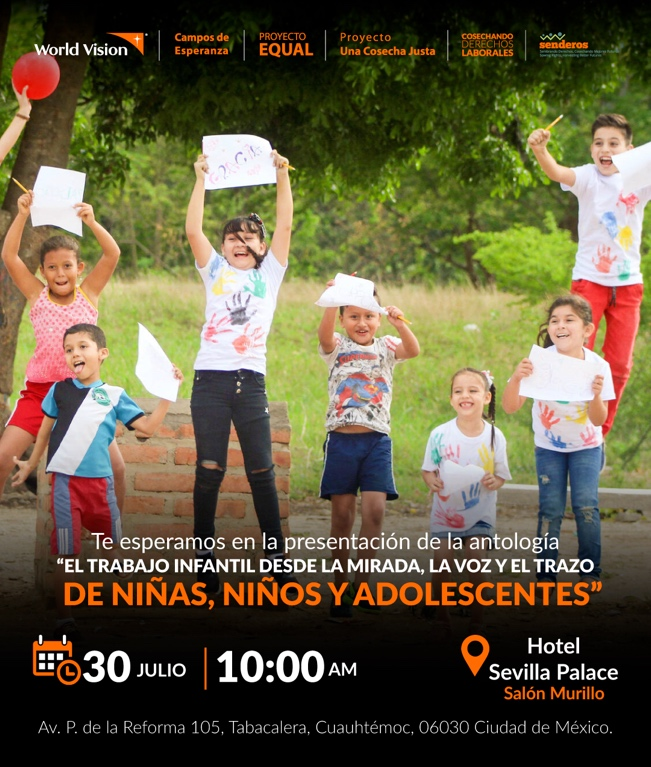 World Vision
Campos de
Esperanza
PROYECTO
EQUAL
Proyecto
Una Cosecha Justa
COSECHANDO
DERECHOS
LABORALES
senderos
Te esperamos en la presentación de la antología
“EL TRABAJO INFANTIL DESDE LA MIRADA, LA VOZ Y EL TRAZO
DE NIÑAS, NIÑOS Y ADOLESCENTES”
30 JULIO
10:00 AM
Hotel
Sevilla Palace
Salón Murillo
Av. P. de la Reforma 105, Tabacalera, Cuauhtémoc, 06030 Ciudad de México.